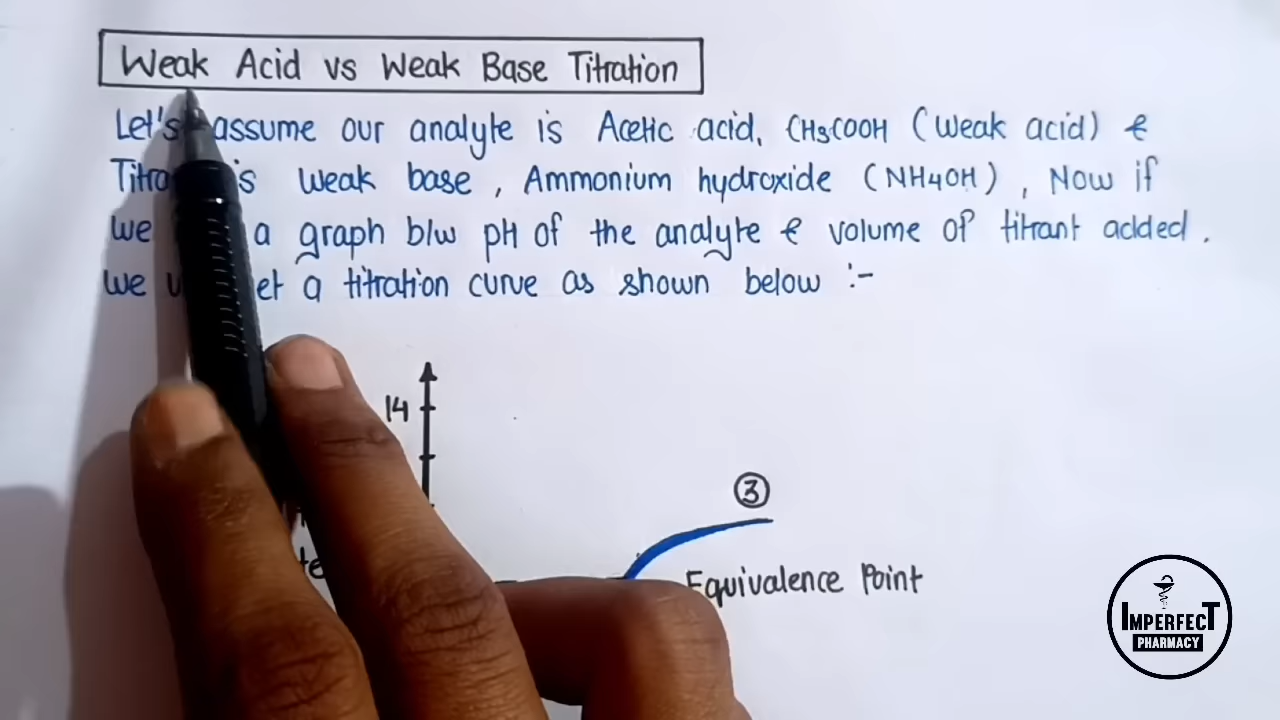 Weak Acid vs Weak Base Titration
Let's assume our analyte is Acetic acid, CH3COOH (weak acid) &
Titra is weak base, Ammonium hydroxide (NH4OH), Now if
we a graph b/w pH of the analyte & volume of titrant added.
we et a titration curve as shown below :-
14
③
Equivalence Point
IMPERFECT
PHARMACY